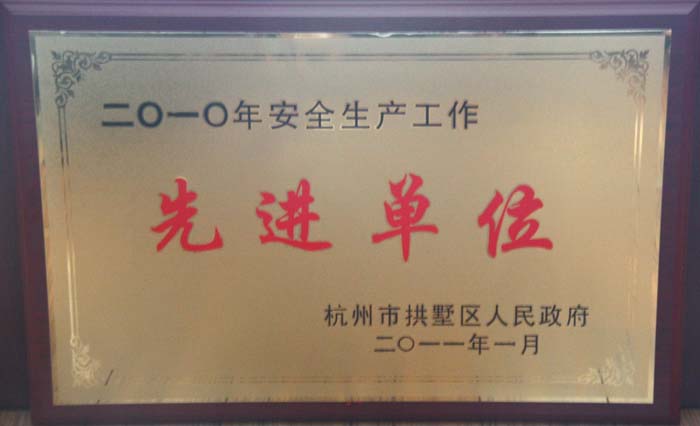 二〇一〇年安全生产工作
先进单位
杭州市拱墅区人民政府
二〇一一年一月